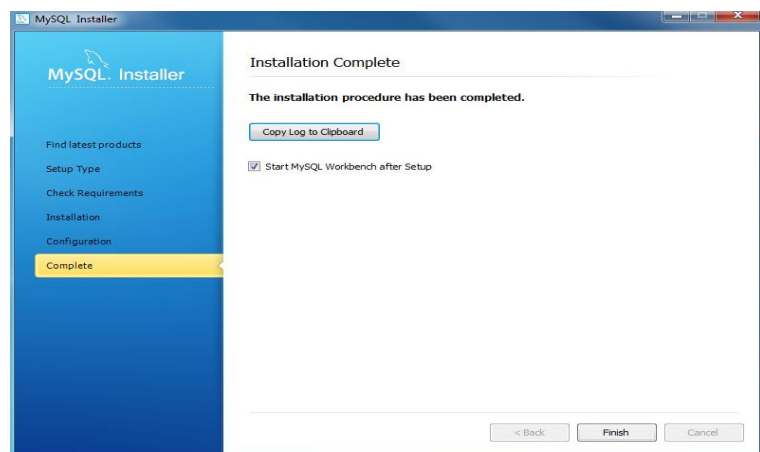 MySQL Installer
MySQL. Installer
Find latest products
Setup Type
Check Requirements
Installation
Configuration
Complete
Installation Complete
The installation procedure has been completed.
Copy Log to Clipboard
Start MySQL Workbench after Setup
< Back
Finish
Cancel